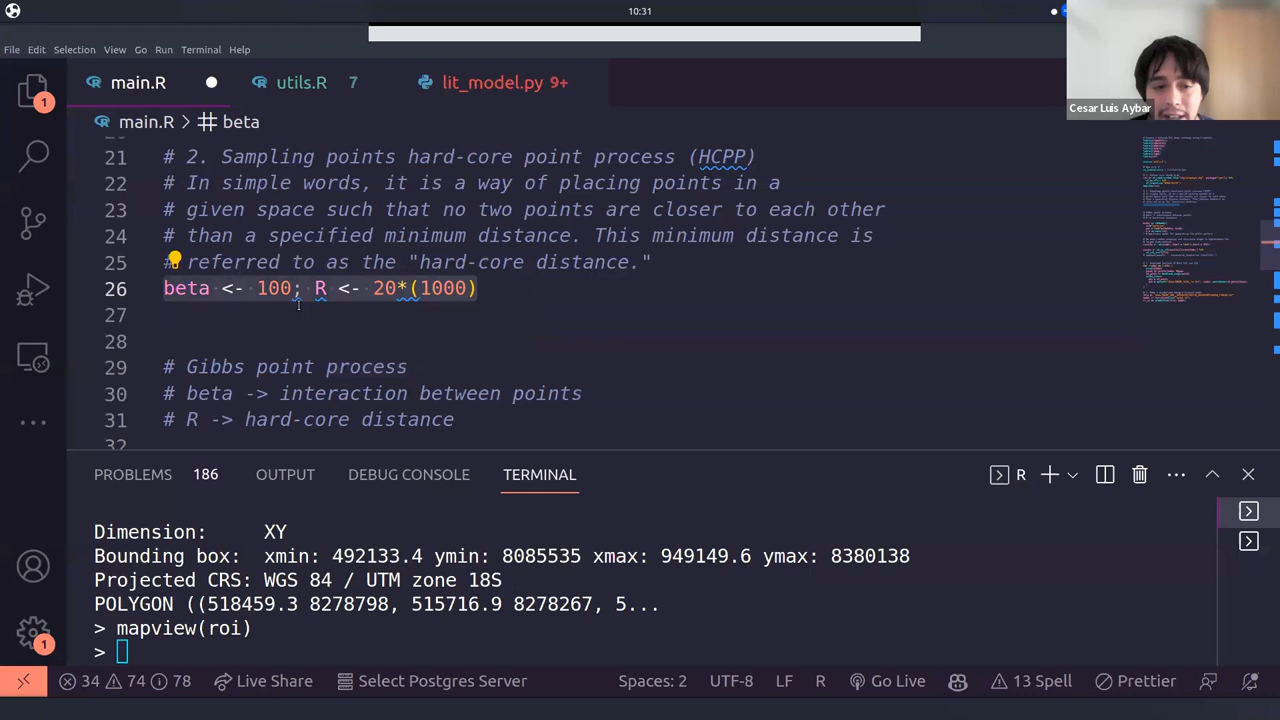 10:31
File Edit Selection View Go Run Terminal Help
main.R utils.R 7 lit_model.py 9+
Cesar Luis Aybar
main.R > beta
21 # 2. Sampling points hard-core point process (HCPP)
22 # In simple words, it is a way of placing points in a
23 # given space such that no two points are closer to each other
24 # than a specified minimum distance. This minimum distance is
25 # referred to as the "hard-core distance."
26 beta <- 100; R <- 20*(1000)
27
28
29 # Gibbs point process
30 # beta -> interaction between points
31 # R -> hard-core distance
32
PROBLEMS 186 OUTPUT DEBUG CONSOLE TERMINAL R
Dimension: XY
Bounding box: xmin: 492133.4 ymin: 8085535 xmax: 949149.6 ymax: 8380138
Projected CRS: WGS 84 / UTM zone 18S
POLYGON ((518459.3 8278798, 515716.9 8278267, 5...
> mapview(roi)
>
34 74 78 Live Share Select Postgres Server Spaces: 2 UTF-8 LF R Go Live 13 Spell Prettier